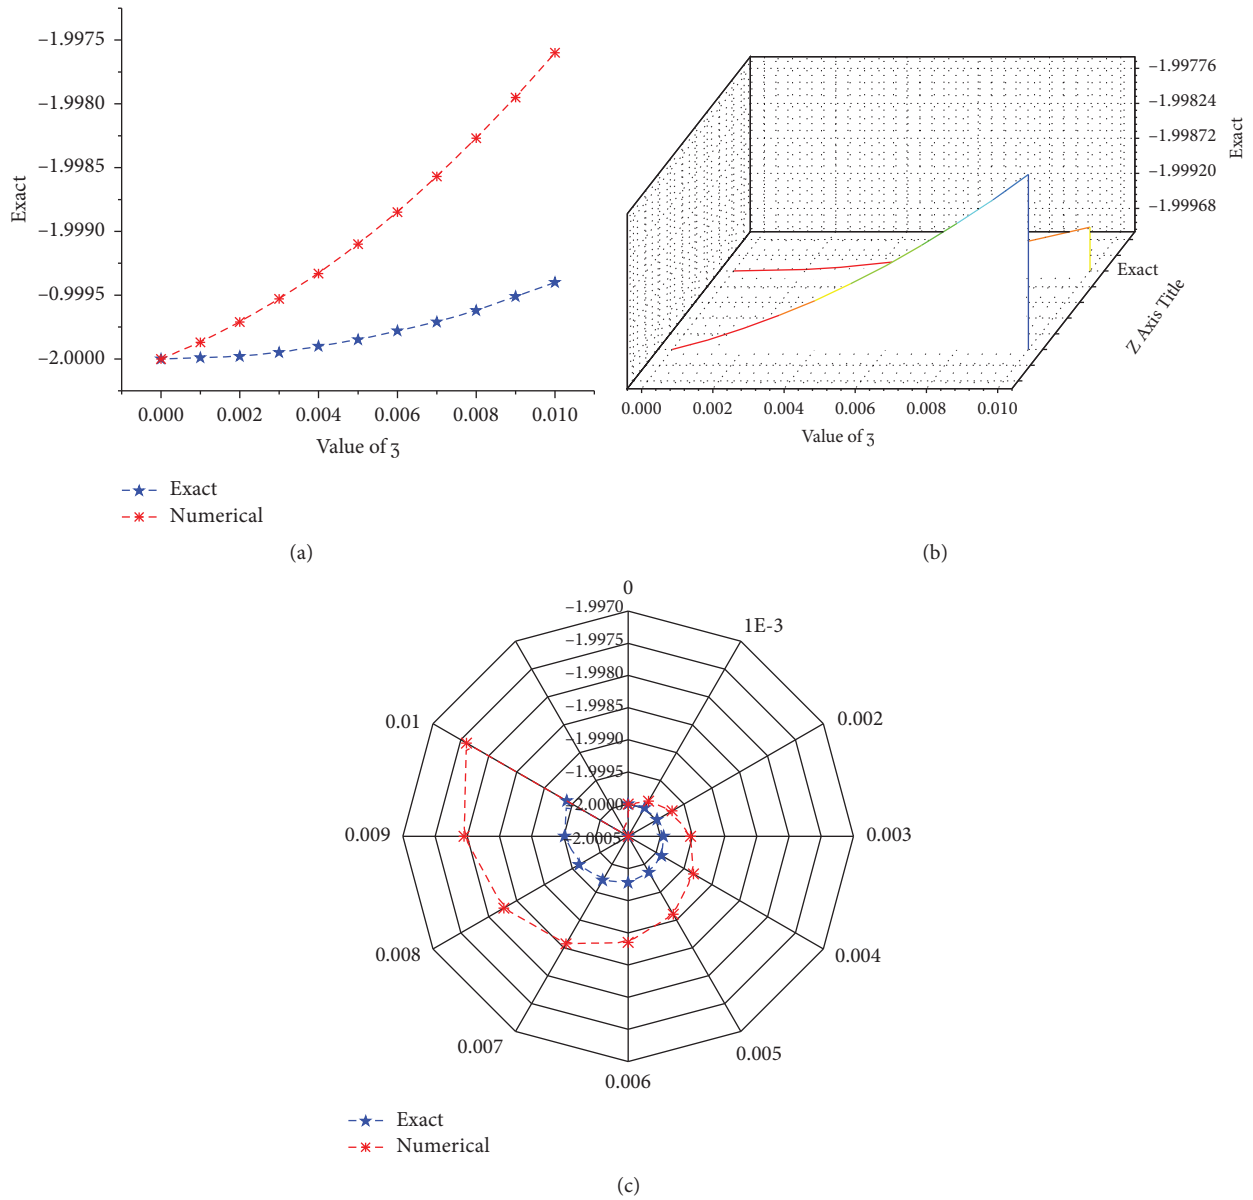 −1.9975
−1.9980
−1.9985
−1.9990
−0.9995
−2.0000
Exact
0.000 0.002 0.004 0.006 0.008 0.010
Value of ʒ
Exact
Numerical
(a)
−1.99776
−1.99824
−1.99872
−1.99920
−1.99968
Exact
Exact
Z Axis Title
0.000 0.002 0.004 0.006 0.008 0.010
Value of ʒ
(b)
0
−1.9970
−1.9975
−1.9980
−1.9985
−1.9990
−1.9995
−2.0000
−2.0005
1E-3
0.002
0.003
0.004
0.005
0.006
0.007
0.008
0.009
0.01
Exact
Numerical
(c)